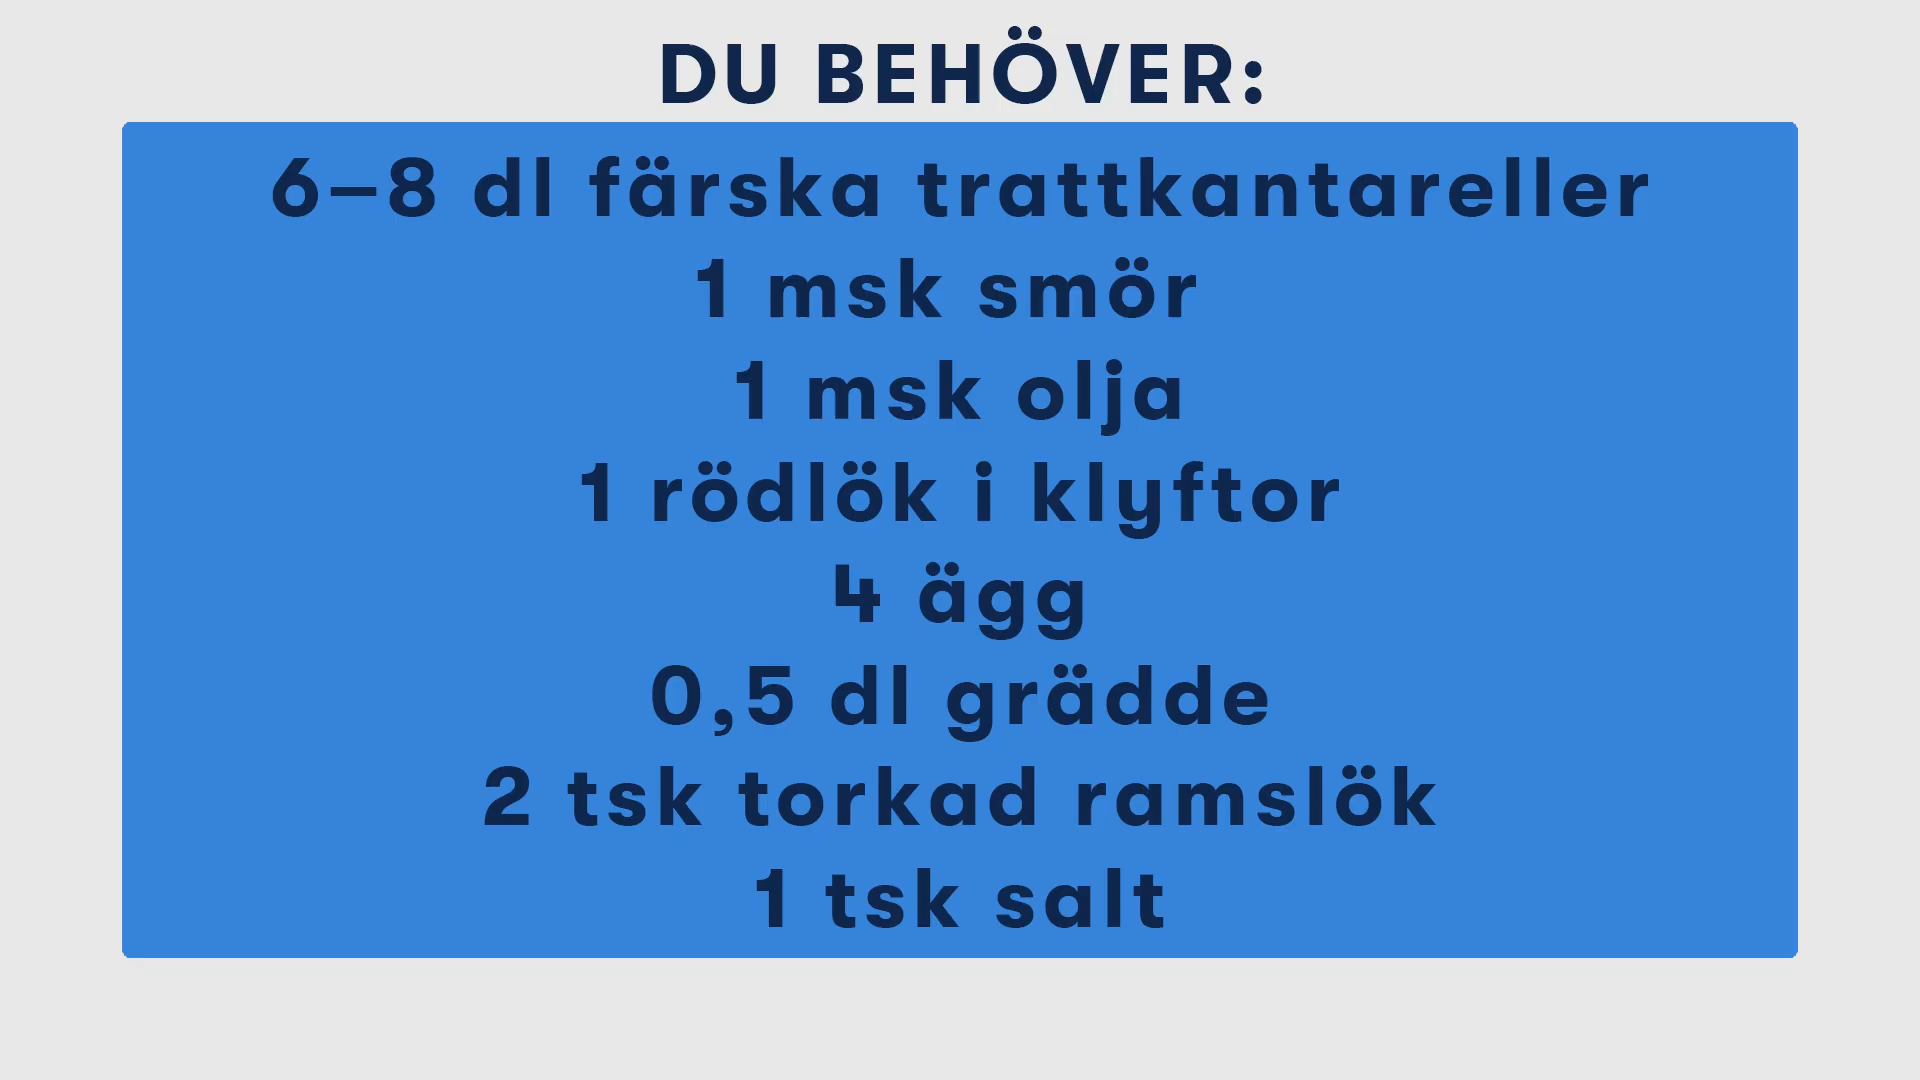 DU BEHÖVER:
6–8 dl färska trattkantareller
1 msk smör
1 msk olja
1 rödlök i klyftor
4 ägg
0,5 dl grädde
2 tsk torkad ramslök
1 tsk salt